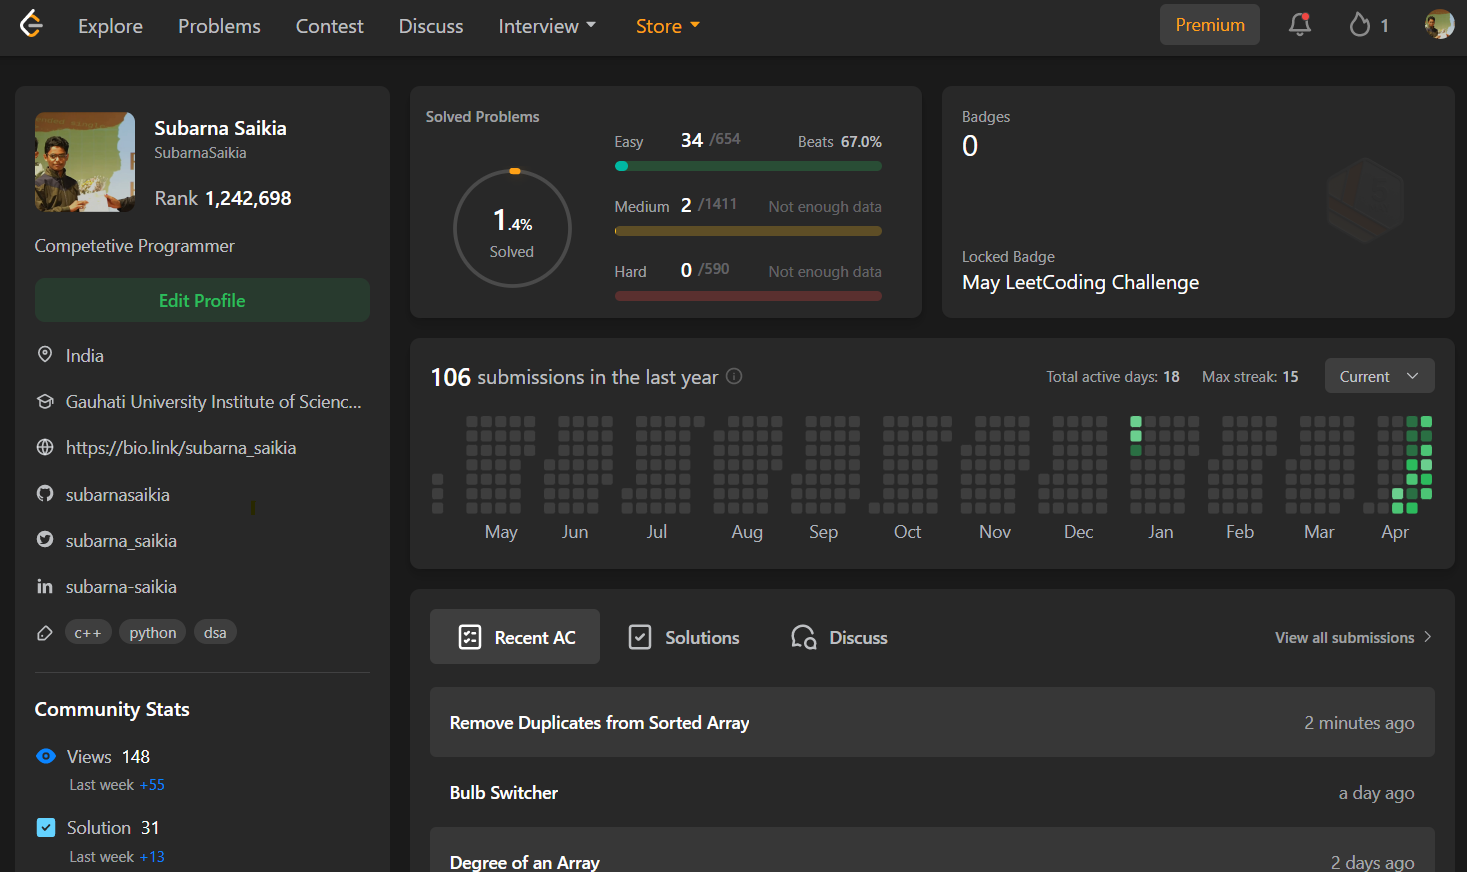 Explore Problems Contest Discuss Interview Store Premium 1
Subarna Saikia
SubarnaSaikia
Rank 1,242,698
Competetive Programmer
Edit Profile
India
Gauhati University Institute of Scienc...
https://bio.link/subarna_saikia
subarnasaikia
subarna_saikia
subarna-saikia
c++ python dsa
Community Stats
Views 148
Last week +55
Solution 31
Last week +13
Solved Problems
1.4%
Solved
Easy 34 /654 Beats 67.0%
Medium 2 /1411 Not enough data
Hard 0 /590 Not enough data
Badges
0
Locked Badge
May LeetCoding Challenge
106 submissions in the last year Total active days: 18 Max streak: 15 Current
May Jun Jul Aug Sep Oct Nov Dec Jan Feb Mar Apr
Recent AC Solutions Discuss View all submissions
Remove Duplicates from Sorted Array 2 minutes ago
Bulb Switcher a day ago
Degree of an Array 2 days ago